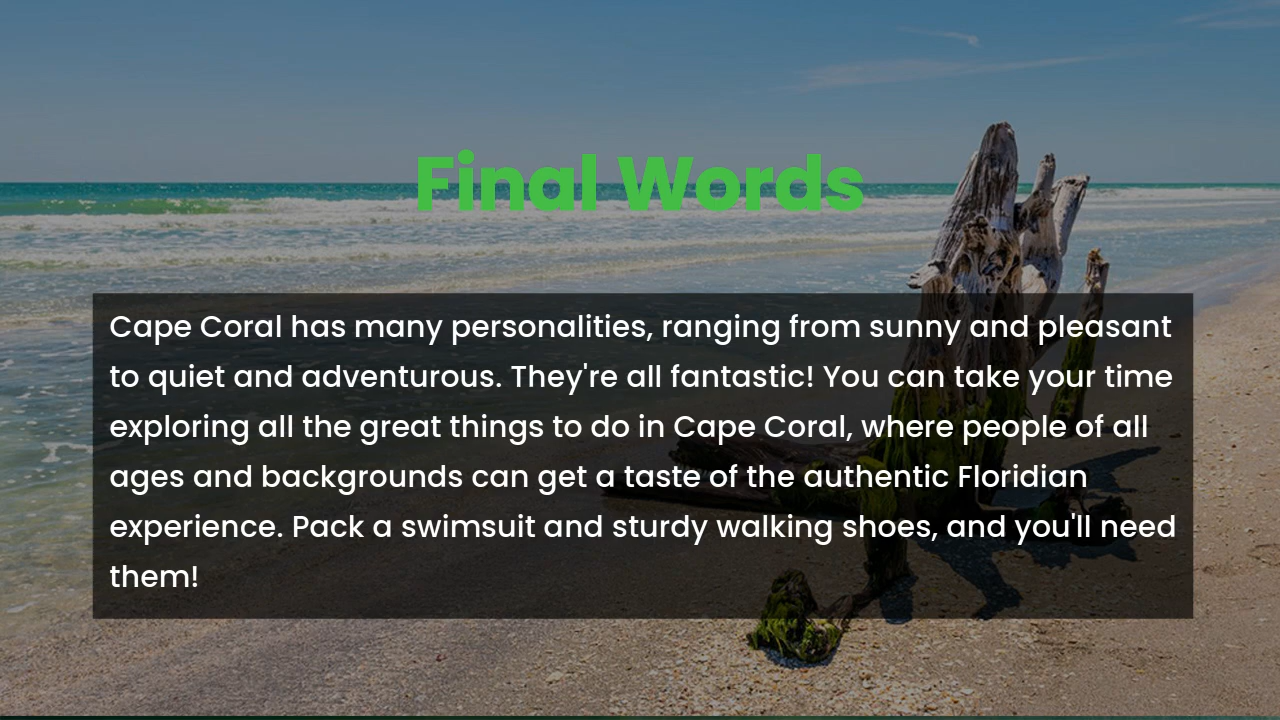 Final Words
Cape Coral has many personalities, ranging from sunny and pleasant
to quiet and adventurous. They're all fantastic! You can take your time
exploring all the great things to do in Cape Coral, where people of all
ages and backgrounds can get a taste of the authentic Floridian
experience. Pack a swimsuit and sturdy walking shoes, and you'll need
them!